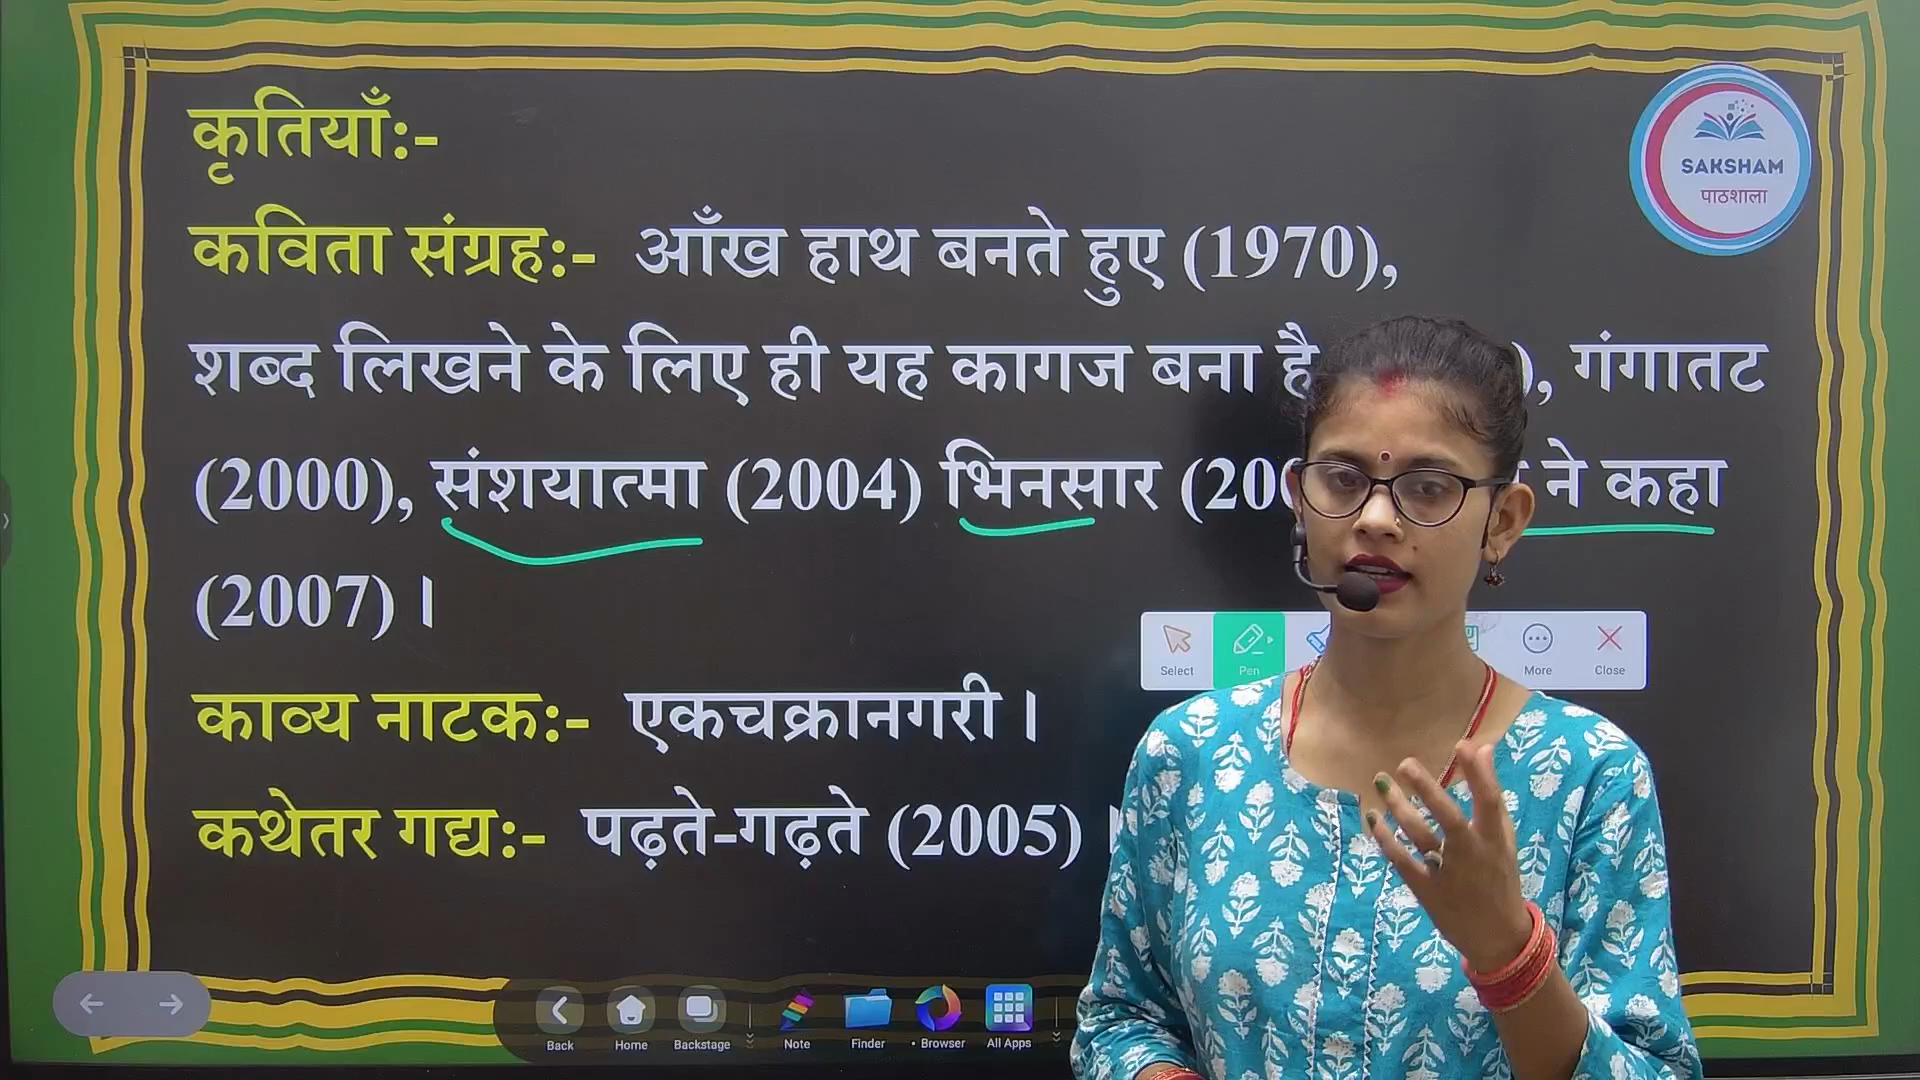 कृतियाँ:-
कविता संग्रह:- आँख हाथ बनते हुए (1970),
शब्द लिखने के लिए ही यह कागज बना है ), गंगातट
(2000), संशयात्मा (2004) भिनसार (200 ने कहा
(2007) ।
काव्य नाटक:- एकचक्रानगरी ।
कथेतर गद्य:- पढ़ते-गढ़ते (2005) ।
SAKSHAM
पाठशाला
Select Pen More Close
Back Home Backstage Note Finder • Browser All Apps